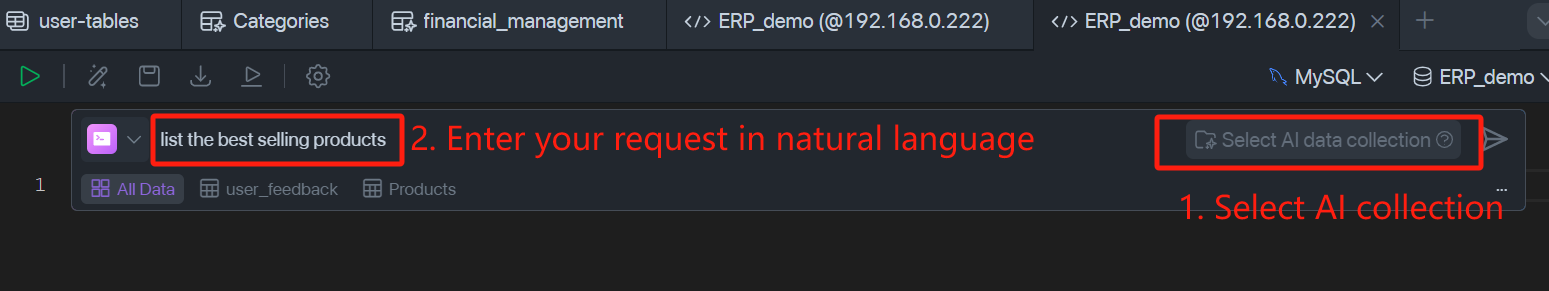 user-tables Categories financial_management </> ERP_demo (@192.168.0.222) </> ERP_demo (@192.168.0.222)
MySQL ERP_demo
list the best selling products 2. Enter your request in natural language Select AI data collection
1 All Data user_feedback Products ...
1. Select AI collection